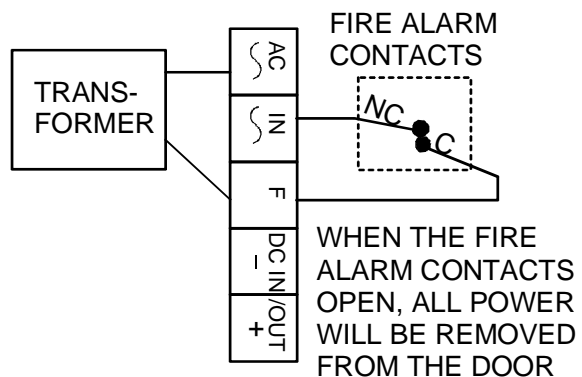 FIRE ALARM
CONTACTS
TRANS-
FORMER
AC
IN
F
DC IN/OUT
-
+
NC
C
WHEN THE FIRE
ALARM CONTACTS
OPEN, ALL POWER
WILL BE REMOVED
FROM THE DOOR